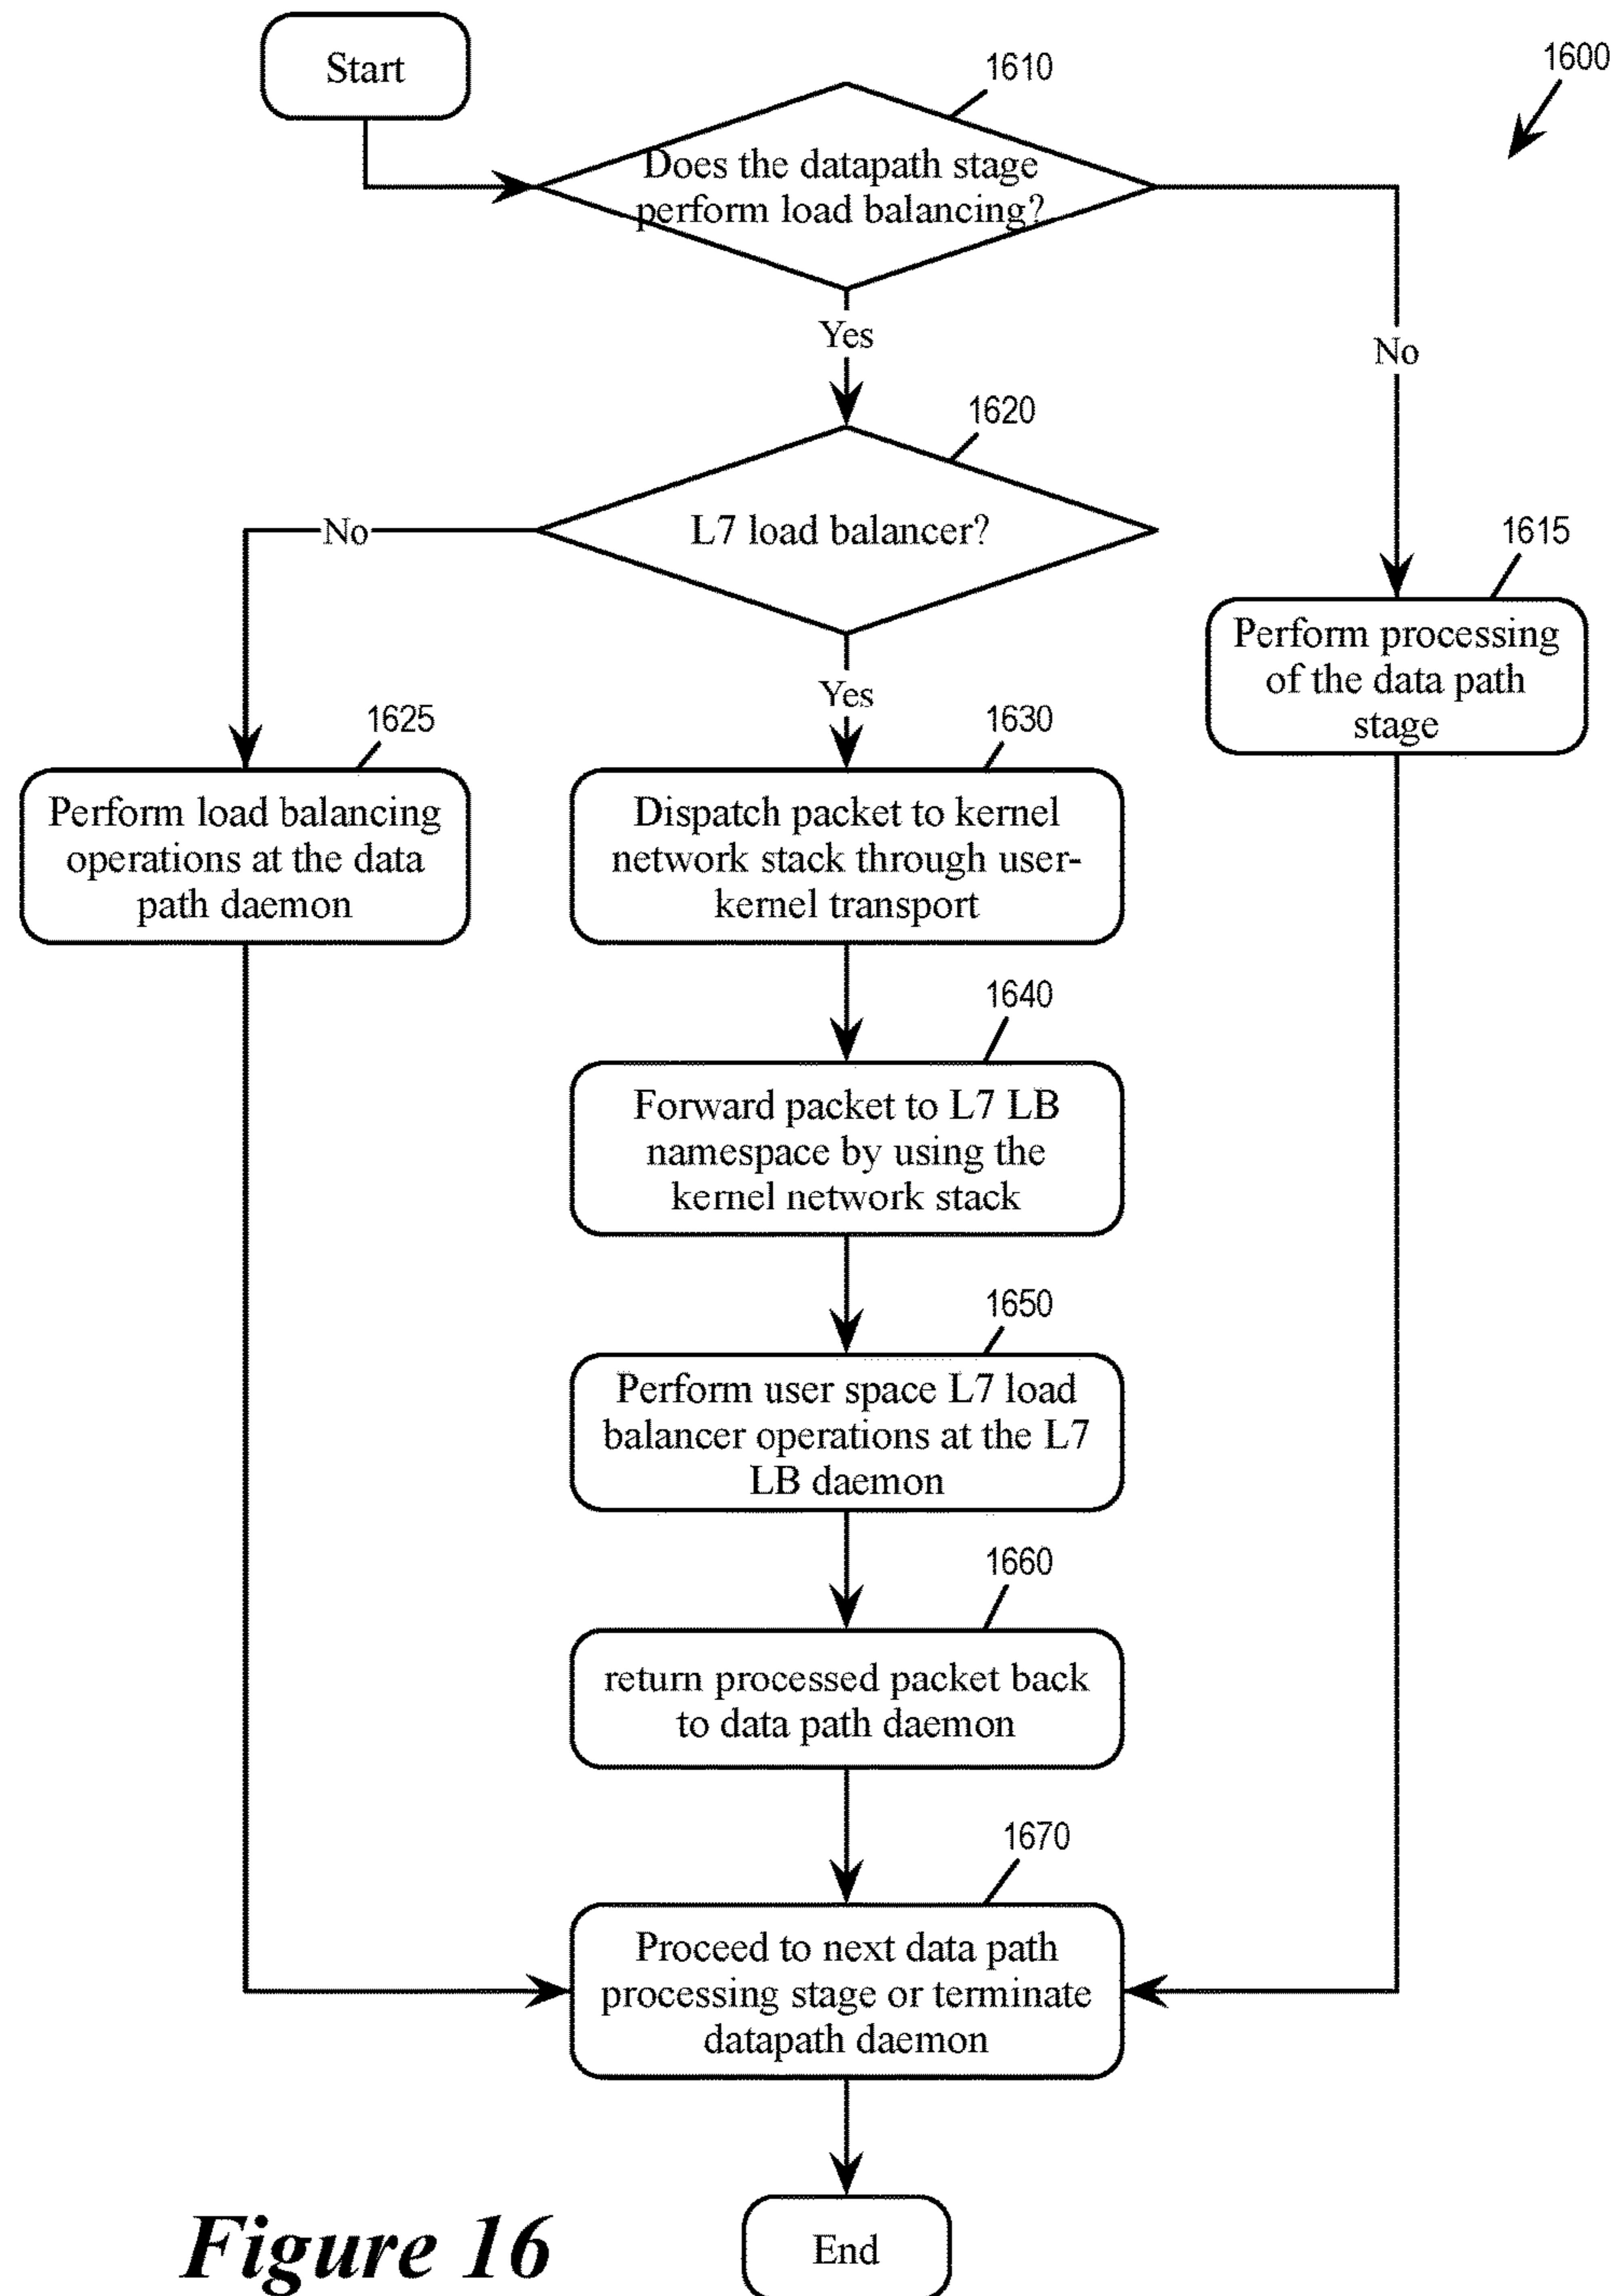 Start
1610
1600
Does the datapath stage
perform load balancing?
Yes
No
1620
L7 load balancer?
No
1615
Perform processing
of the data path
stage
Yes
1625
1630
Perform load balancing
operations at the data
path daemon
Dispatch packet to kernel
network stack through user-
kernel transport
1640
Forward packet to L7 LB
namespace by using the
kernel network stack
1650
Perform user space L7 load
balancer operations at the L7
LB daemon
1660
return processed packet back
to data path daemon
1670
Proceed to next data path
processing stage or terminate
datapath daemon
End
Figure 16